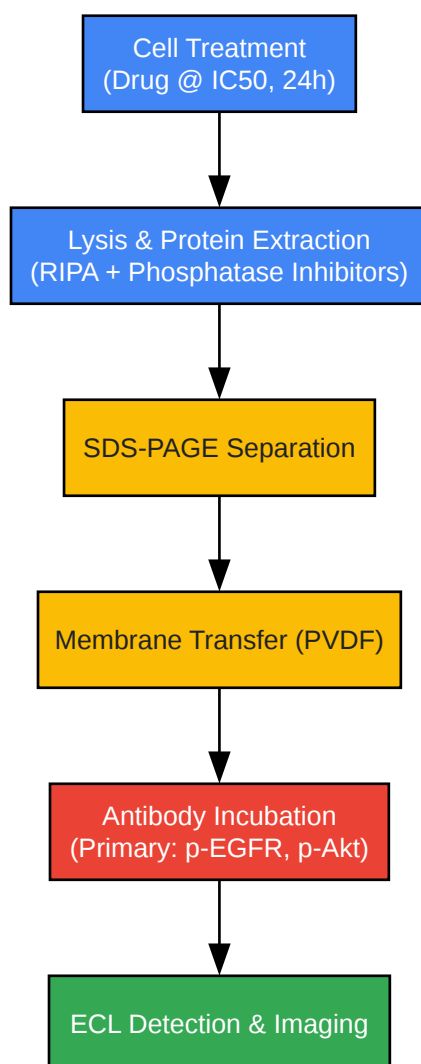 Cell Treatment
(Drug @ IC50, 24h)
Lysis & Protein Extraction
(RIPA + Phosphatase Inhibitors)
SDS-PAGE Separation
Membrane Transfer (PVDF)
Antibody Incubation
(Primary: p-EGFR, p-Akt)
ECL Detection & Imaging